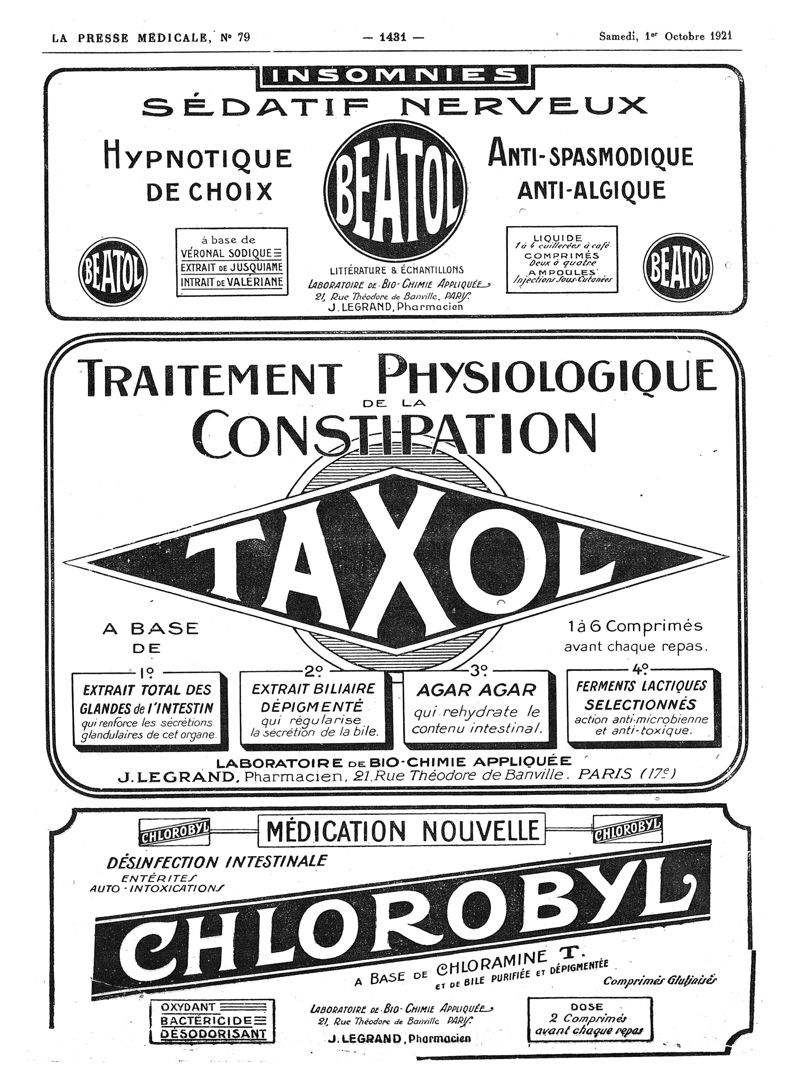 LA PRESSE MÉDICALE, N° 79 — 1431 — Samedi, 1er Octobre 1921
INSOMNIES
SÉDATIF NERVEUX
HYPNOTIQUE
DE CHOIX
BEATOL
ANTI-SPASMODIQUE
ANTI-ALGIQUE
BEATOL
à base de
VÉRONAL SODIQUE
EXTRAIT DE JUSQUIAME
INTRAIT DE VALÉRIANE
LITTÉRATURE & ÉCHANTILLONS
LABORATOIRE DE BIO-CHIMIE APPLIQUÉE
21, Rue Théodore de Banville, PARIS
J. LEGRAND, Pharmacien
LIQUIDE
1 à 4 cuillerées à café
COMPRIMÉS
Deux à quatre
AMPOULES
Injections Sous-Cutanées
BEATOL
TRAITEMENT PHYSIOLOGIQUE
DE LA
CONSTIPATION
TAXOL
A BASE
DE
1 à 6 Comprimés
avant chaque repas.
1°
EXTRAIT TOTAL DES
GLANDES de l'INTESTIN
qui renforce les sécrétions
glandulaires de cet organe.
2°
EXTRAIT BILIAIRE
DÉPIGMENTÉ
qui régularise
la sécrétion de la bile.
3°
AGAR AGAR
qui rehydrate le
contenu intestinal.
4°
FERMENTS LACTIQUES
SELECTIONNÉS
action anti-microbienne
et anti-toxique.
LABORATOIRE DE BIO-CHIMIE APPLIQUÉE
J. LEGRAND, Pharmacien, 21, Rue Théodore de Banville. PARIS (17e)
CHLOROBYL MÉDICATION NOUVELLE CHLOROBYL
DÉSINFECTION INTESTINALE
ENTÉRITES
AUTO-INTOXICATIONS
CHLOROBYL
A BASE DE CHLORAMINE T.
ET DE BILE PURIFIÉE ET DÉPIGMENTÉE
Comprimés Glutinisés
OXYDANT
BACTÉRICIDE
DÉSODORISANT
LABORATOIRE DE BIO-CHIMIE APPLIQUÉE
21, Rue Théodore de Banville PARIS
J. LEGRAND, Pharmacien
DOSE
2 Comprimés
avant chaque repas